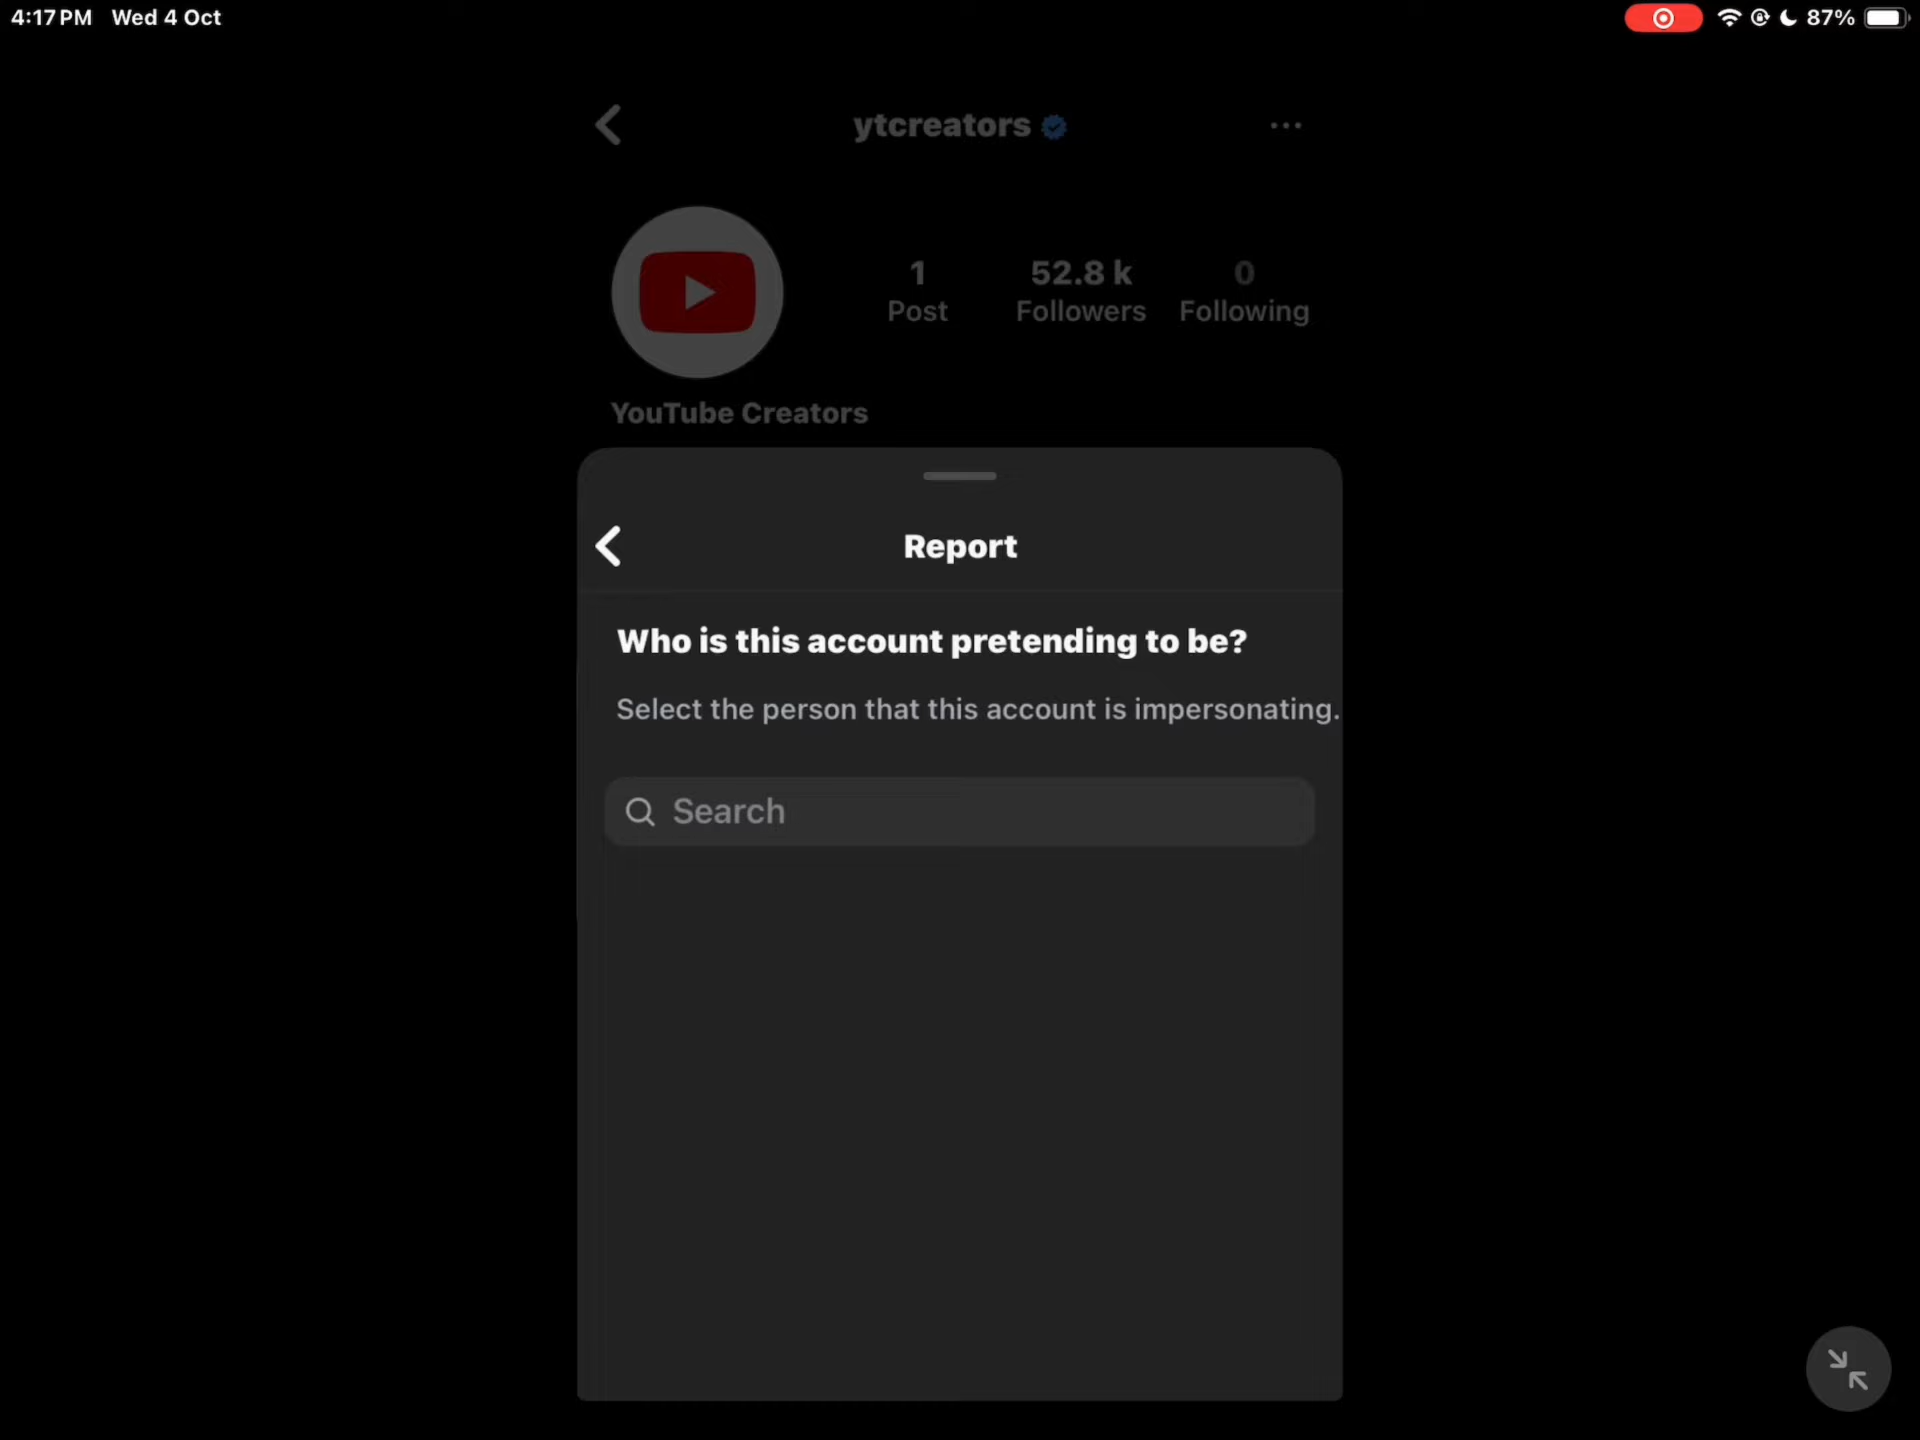 4:17 PM Wed 4 Oct
87%
ytcreators
1 52.8 k 0
Post Followers Following
YouTube Creators
Report
Who is this account pretending to be?
Select the person that this account is impersonating.
Search